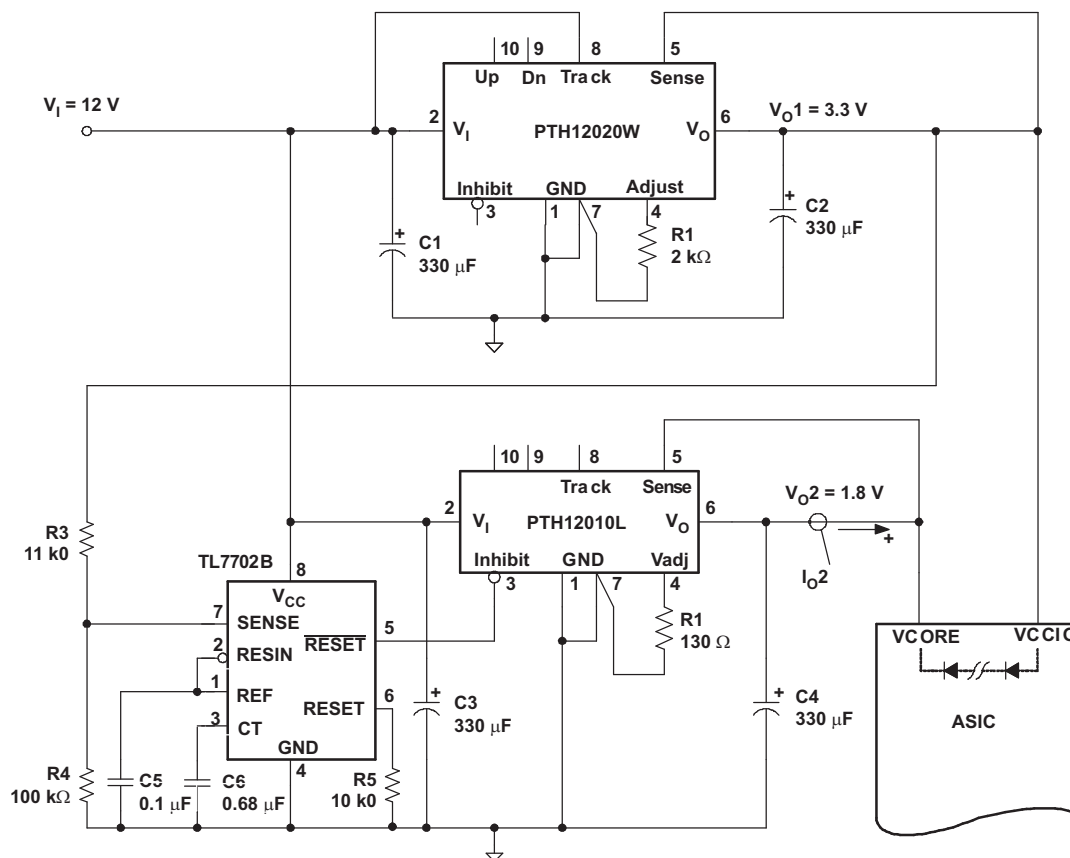 10 9 8 5
Up Dn Track Sense
V_I = 12 V
2 V_I PTH12020W V_O 6
V_O1 = 3.3 V
Inhibit GND Adjust
3 1 7 4
+ C1
330 μF
R1
2 kΩ
+ C2
330 μF
10 9 8 5
Track Sense
2 V_I PTH12010L V_O 6
V_O2 = 1.8 V
+
I_O2
Inhibit GND Vadj
3 1 7 4
R1
130 Ω
R3
11 k0
TL7702B
8
V_CC
7 SENSE
2 RESIN
1 REF
3 CT
RESET 5
RESET 6
GND
4
+ C3
330 μF
+ C4
330 μF
R4
100 kΩ
C5
0.1 μF
C6
0.68 μF
R5
10 k0
VCORE VCCIO
ASIC